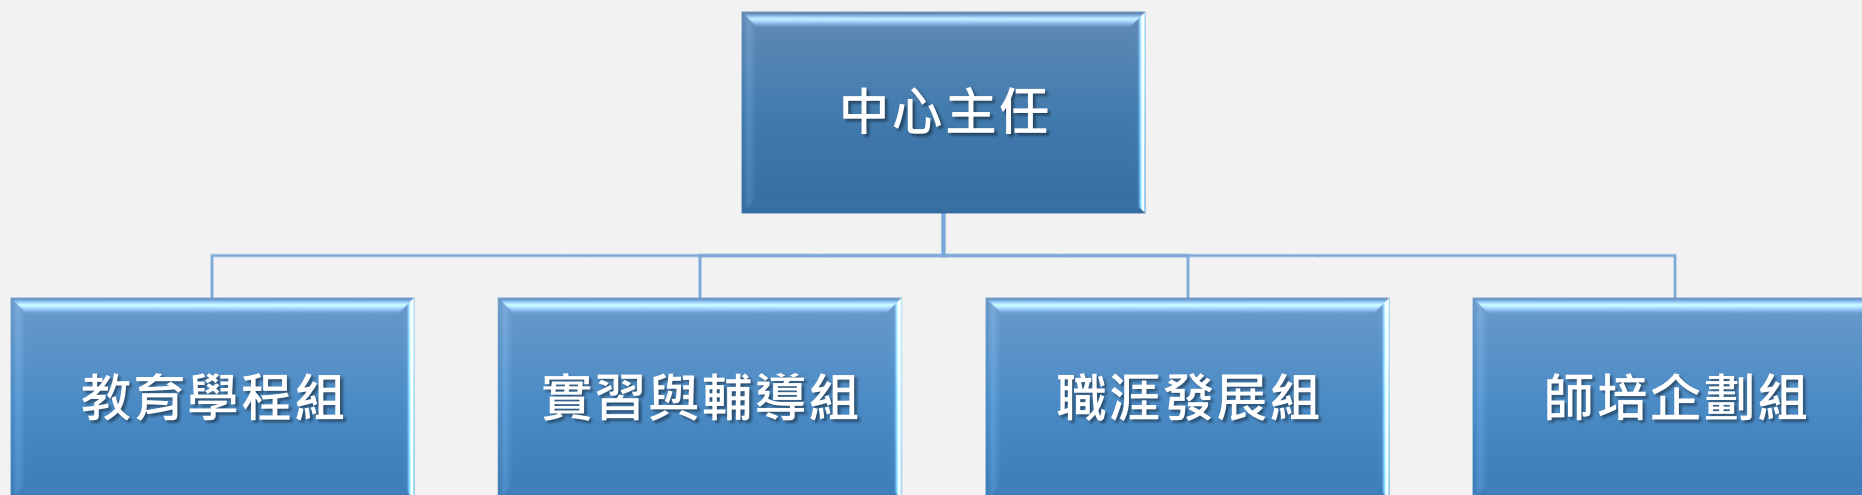 中心主任
教育學程組
實習與輔導組
職涯發展組
師培企劃組